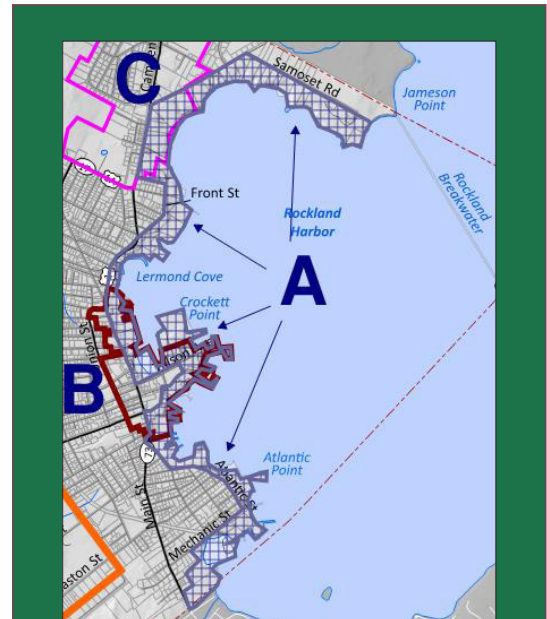 C
Samoset Rd
Jameson
Point
Front St
Rockland
Harbor
Rockland
Breakwater
A
Lermond Cove
Crockett
Point
B
73
Atlantic
Point
Atlantic St
Main St
Mechanic St